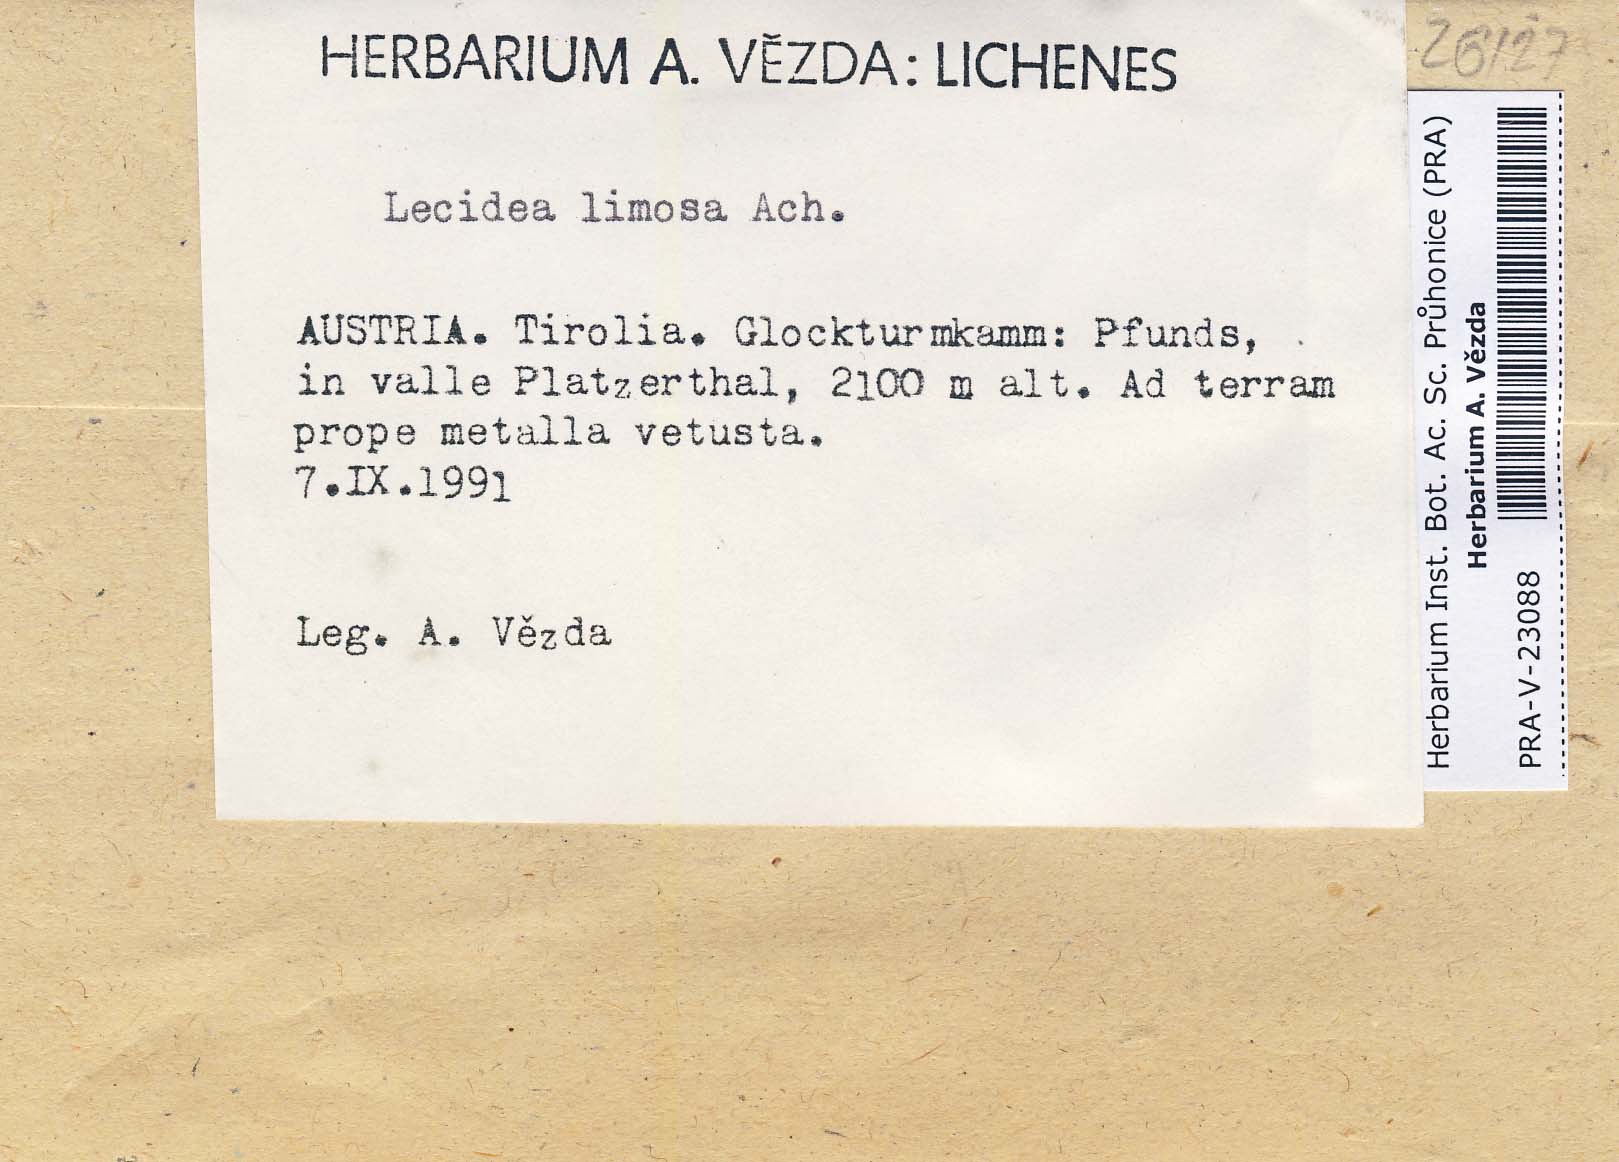 HERBARIUM A. VĚZDA: LICHENES
Lecidea limosa Ach.
AUSTRIA. Tirolia. Glockturmkamm: Pfunds,
in valle Platzerthal, 2100 m alt. Ad terram
prope metalla vetusta.
7.IX.1991
Leg. A. Vězda
26127
Herbarium Inst. Bot. Ac. Sc. Průhonice (PRA)
Herbarium A. Vězda
PRA-V-23088